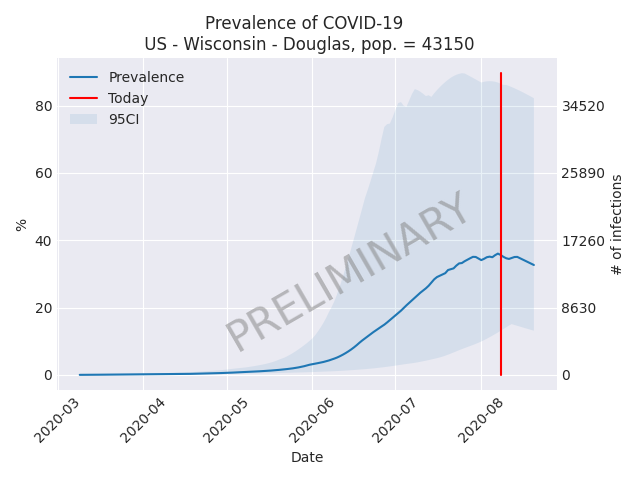 Prevalence of COVID-19
US - Wisconsin - Douglas, pop. = 43150
Prevalence
Today
95CI
80
60
40
20
0
%
34520
25890
17260
8630
0
# of infections
PRELIMINARY
2020-03
2020-04
2020-05
2020-06
2020-07
2020-08
Date